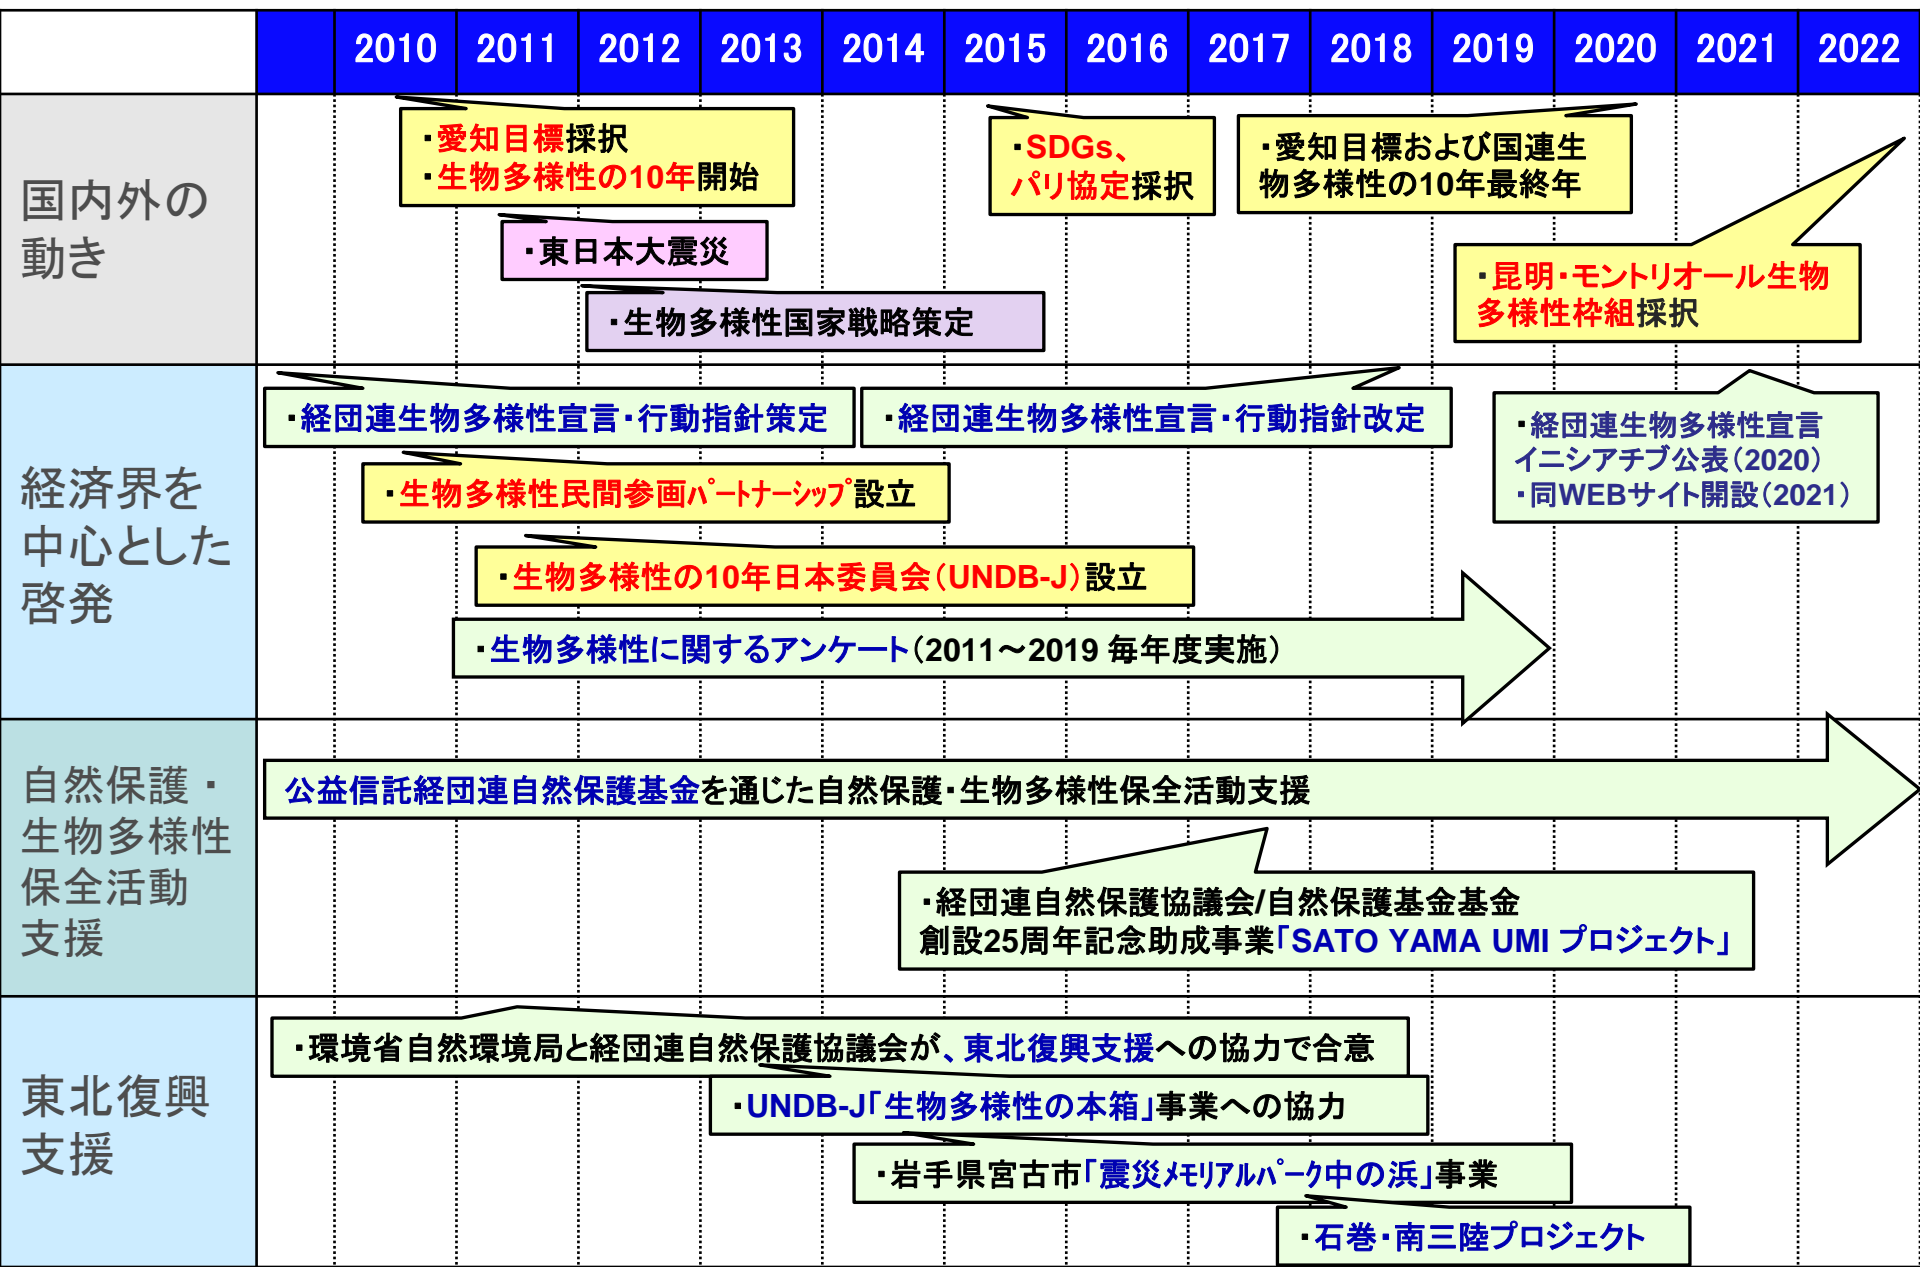 2010 2011 2012 2013 2014 2015 2016 2017 2018 2019 2020 2021 2022
国内外の
動き
・愛知目標採択
・生物多様性の10年開始
・東日本大震災
・生物多様性国家戦略策定
・SDGs、
パリ協定採択
・愛知目標および国連生
物多様性の10年最終年
・昆明・モントリオール生物
多様性枠組採択
経済界を
中心とした
啓発
・経団連生物多様性宣言・行動指針策定
・経団連生物多様性宣言・行動指針改定
・経団連生物多様性宣言
イニシアチブ公表（2020）
・同WEBサイト開設（2021）
・生物多様性民間参画ﾊﾟｰﾄﾅｰｼｯﾌﾟ設立
・生物多様性の10年日本委員会（UNDB-J）設立
・生物多様性に関するアンケート（2011～2019 毎年度実施）
自然保護・
生物多様性
保全活動
支援
公益信託経団連自然保護基金を通じた自然保護・生物多様性保全活動支援
・経団連自然保護協議会/自然保護基金基金
創設25周年記念助成事業「SATO YAMA UMI プロジェクト」
東北復興
支援
・環境省自然環境局と経団連自然保護協議会が、東北復興支援への協力で合意
・UNDB-J「生物多様性の本箱」事業への協力
・岩手県宮古市「震災ﾒﾓﾘｱﾙﾊﾟｰｸ中の浜」事業
・石巻・南三陸プロジェクト